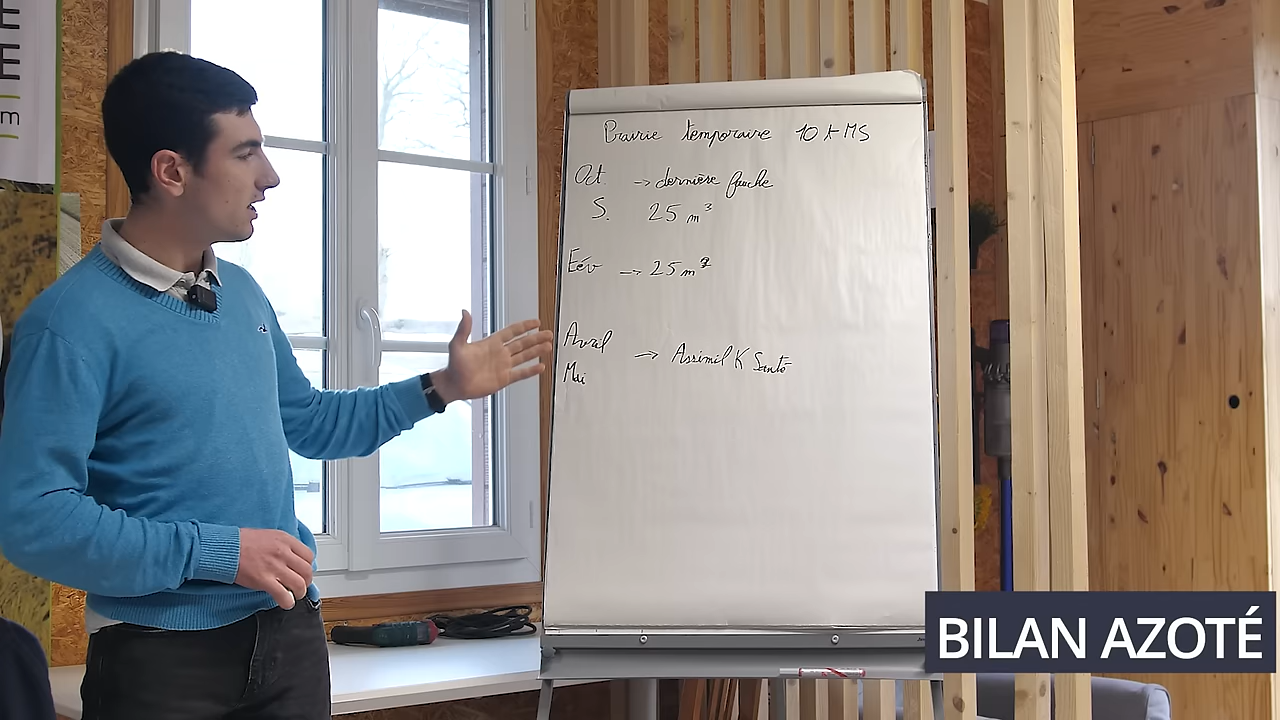 E
E
m
Prairie temporaire 10 t MS
Oct. → dernière fauche
S. 25 m³
Fév → 25 m³
Avril
Mai → Assimil K Santé
BILAN AZOTÉ